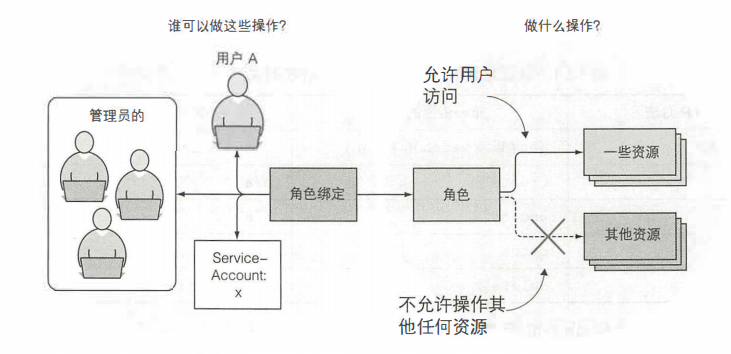 谁可以做这些操作?
做什么操作?
用户 A
管理员的
允许用户
访问
一些资源
角色绑定
角色
其他资源
Service-
Account:
x
不允许操作其
他任何资源